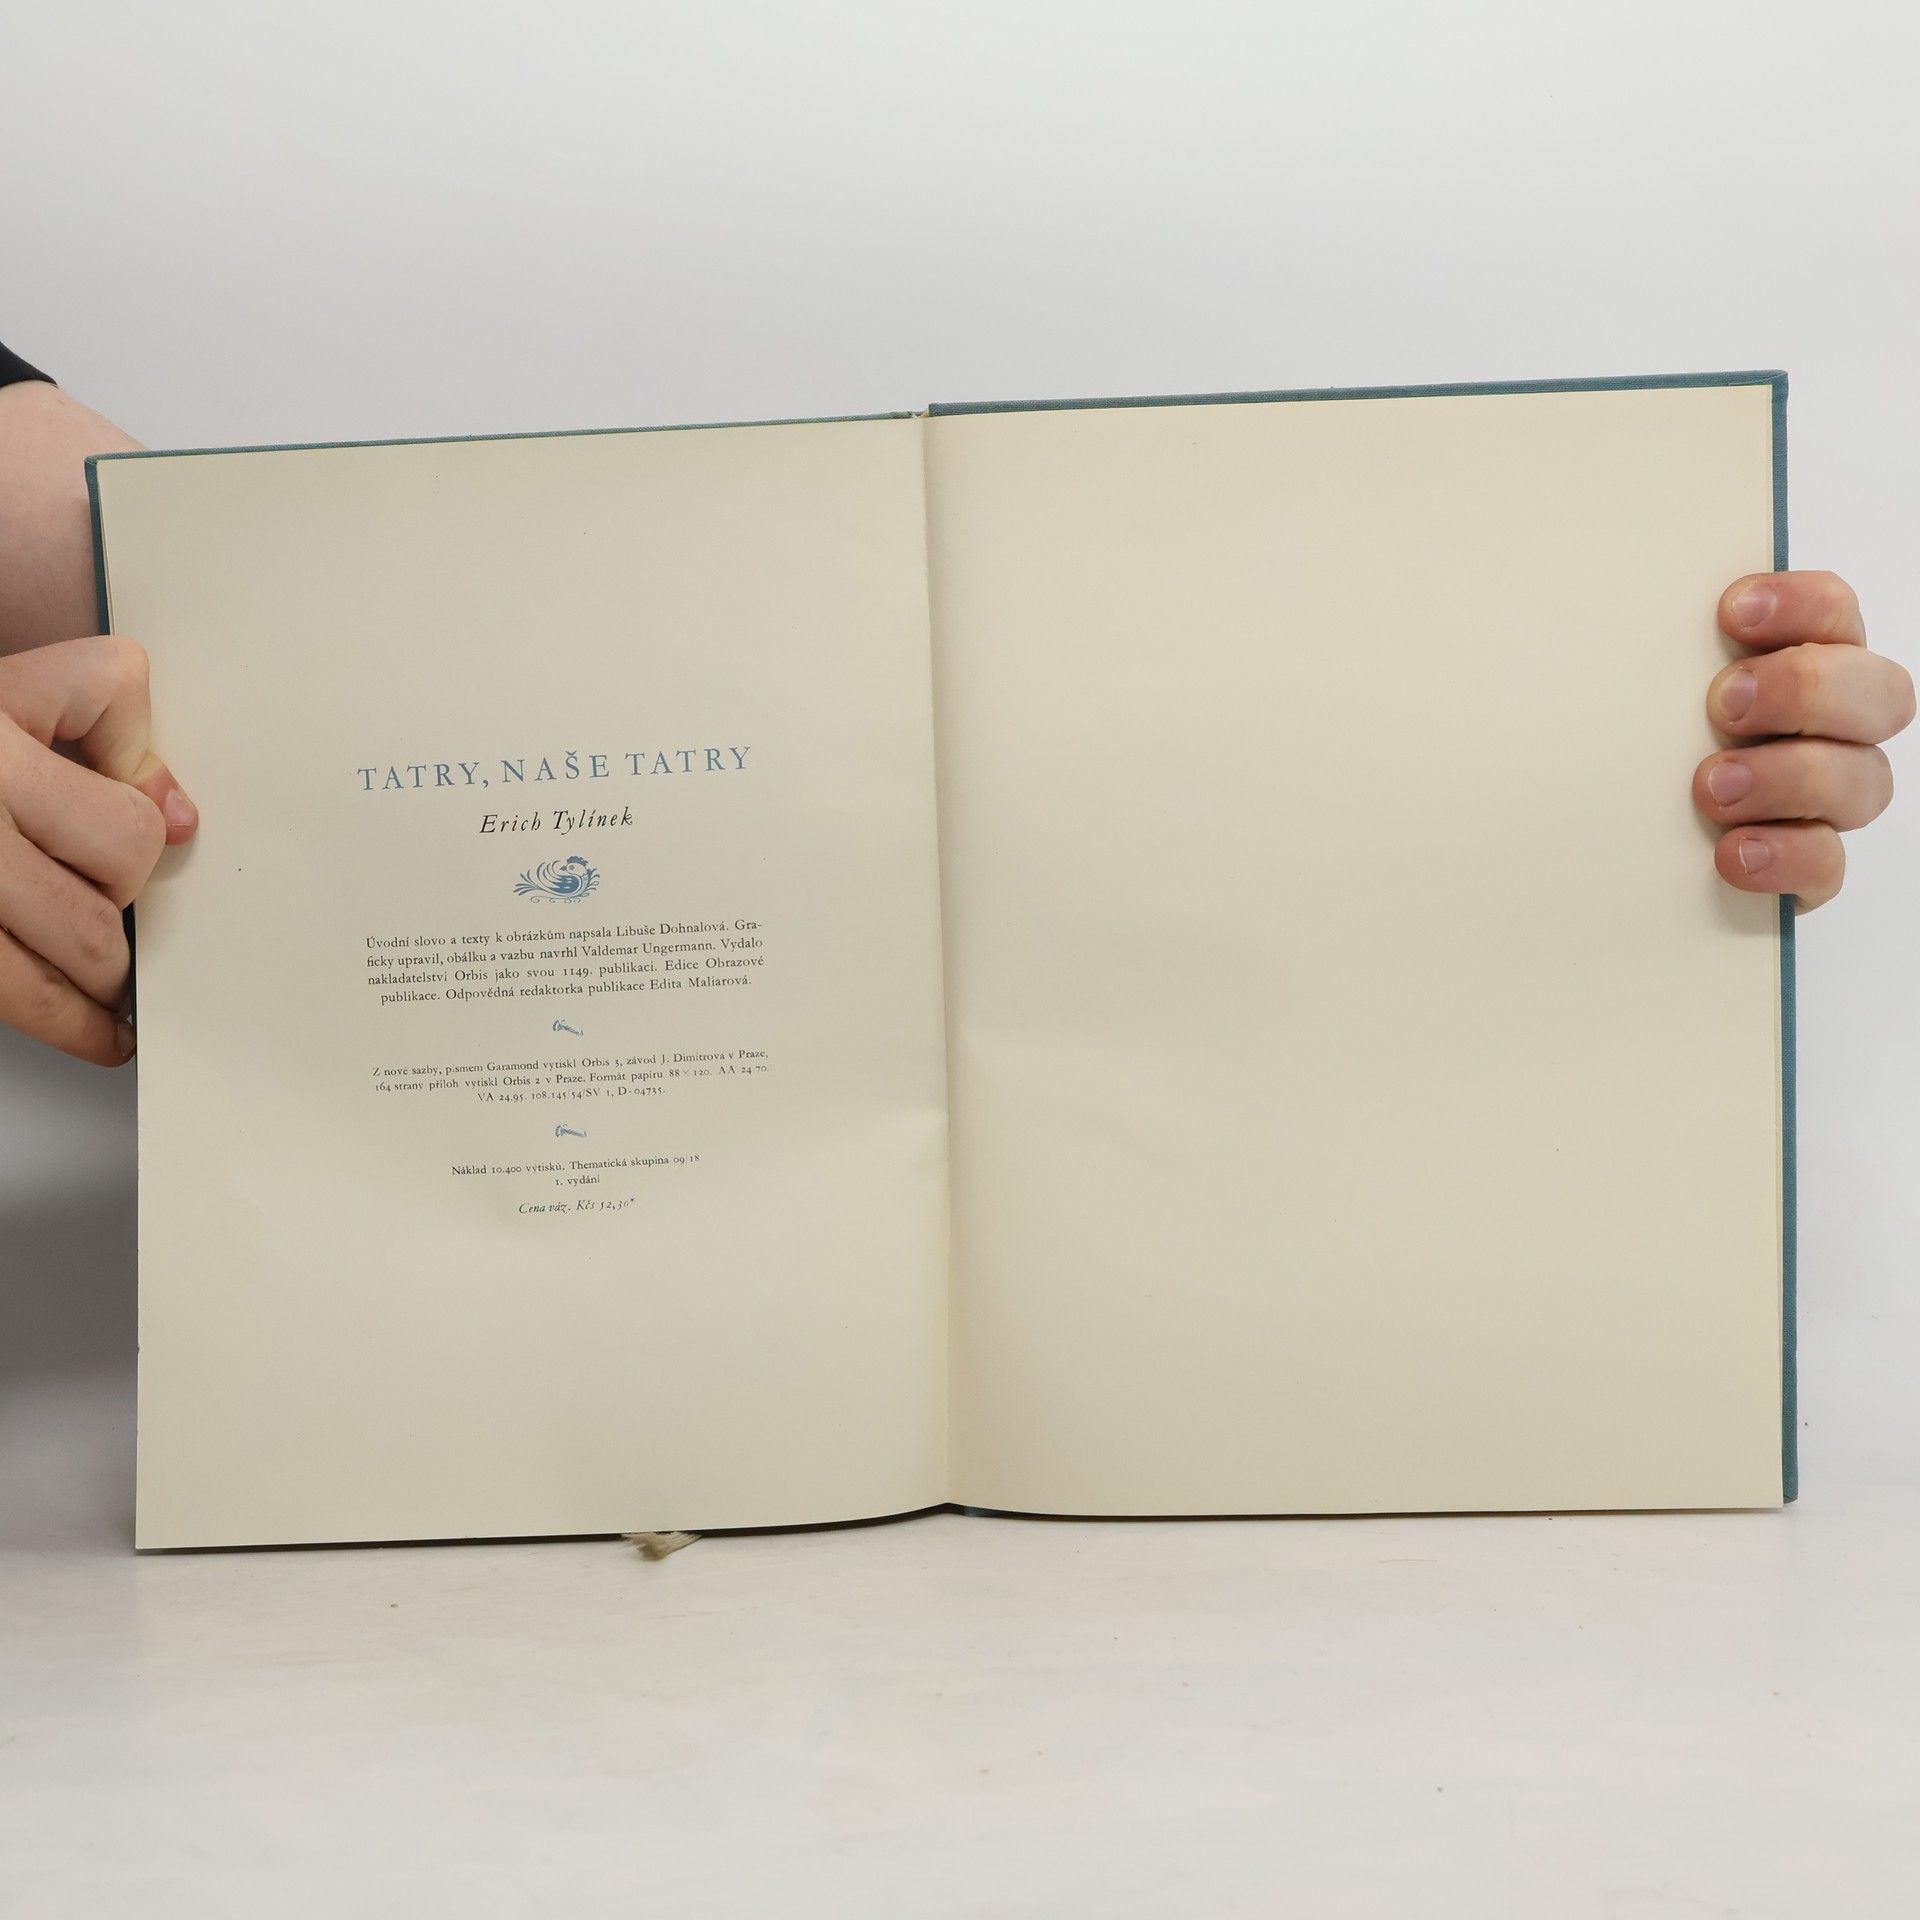 TATRY, NAŠE TATRY
Erich Tylínek
Úvodní slovo a texty k obrázkům napsala Libuše Dohnalová. Gra-
ficky upravil, obálku a vazbu navrhl Valdemar Ungermann. Vydalo
nakladatelství Orbis jako svou 1149. publikaci. Edice Obrazové
publikace. Odpovědná redaktorka publikace Edita Maliarová.
Z nové sazby, písmem Garamond vytiskl Orbis 3, závod J. Dimitrova v Praze,
164 strany příloh vytiskl Orbis 2 v Praze. Formát papíru 88×120. AA 24 70.
VA 24,95. 108.145/54/SV 1, D-04735.
Náklad 10.400 výtisků. Thematická skupina 09/18
1. vydání
Cena váz. Kčs 52,30*